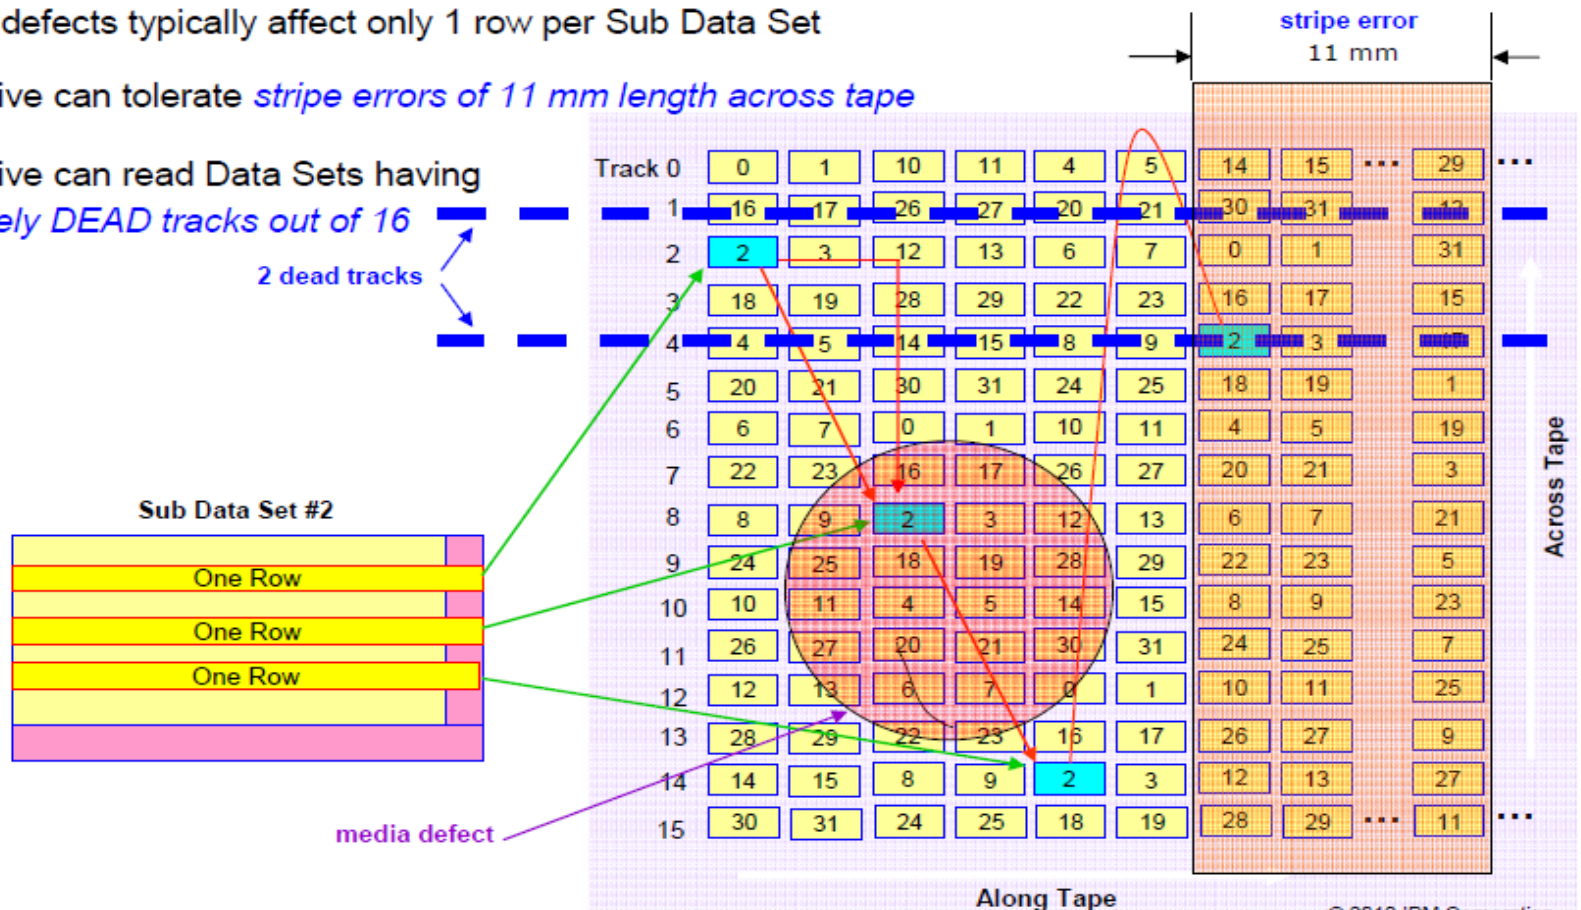 defects typically affect only 1 row per Sub Data Set
stripe error
11 mm
ive can tolerate stripe errors of 11 mm length across tape
ive can read Data Sets having
ely DEAD tracks out of 16
2 dead tracks
Track 0 0 1 10 11 4 5 14 15 ... 29 ...
1 16 17 26 27 20 21 30 31 13
2 2 3 12 13 6 7 0 1 31
3 18 19 28 29 22 23 16 17 15
4 4 5 14 15 8 9 2 3 17
5 20 21 30 31 24 25 18 19 1
6 6 7 0 1 10 11 4 5 19
7 22 23 16 17 26 27 20 21 3
8 8 9 2 3 12 13 6 7 21
9 24 25 18 19 28 29 22 23 5
10 10 11 4 5 14 15 8 9 23
11 26 27 20 21 30 31 24 25 7
12 12 13 6 7 0 1 10 11 25
13 28 29 22 23 16 17 26 27 9
14 14 15 8 9 2 3 12 13 27
15 30 31 24 25 18 19 28 29 ... 11 ...
Across Tape
Sub Data Set #2
One Row
One Row
One Row
media defect
Along Tape